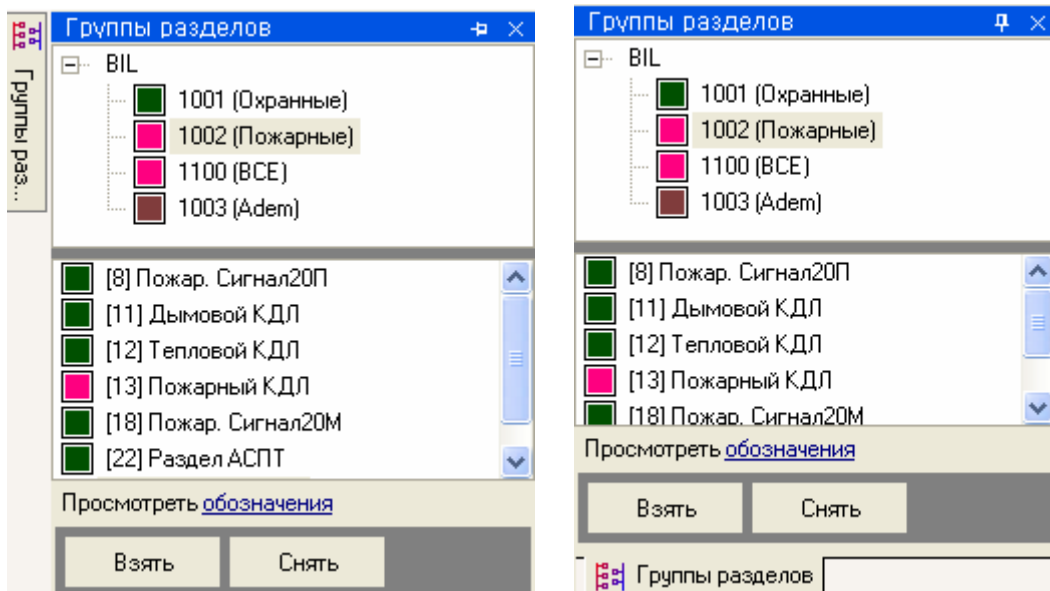 Группы раз...
Группы разделов
BIL
1001 (Охранные)
1002 (Пожарные)
1100 (ВСЕ)
1003 (Adem)
[8] Пожар. Сигнал20П
[11] Дымовой КДЛ
[12] Тепловой КДЛ
[13] Пожарный КДЛ
[18] Пожар. Сигнал20М
[22] Раздел АСПТ
Просмотреть обозначения
Взять Снять
Группы разделов
BIL
1001 (Охранные)
1002 (Пожарные)
1100 (ВСЕ)
1003 (Adem)
[8] Пожар. Сигнал20П
[11] Дымовой КДЛ
[12] Тепловой КДЛ
[13] Пожарный КДЛ
[18] Пожар. Сигнал20М
Просмотреть обозначения
Взять Снять
Группы разделов